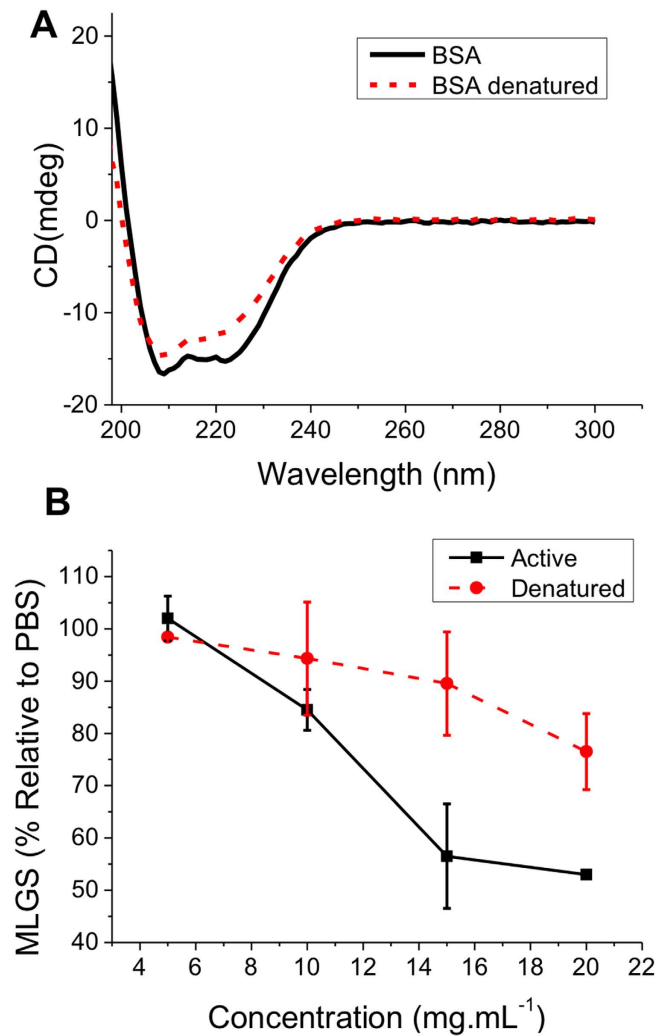 A
BSA
BSA denatured
20
10
0
-10
-20
CD(mdeg)
200 220 240 260 280 300
Wavelength (nm)
B
Active
Denatured
110
100
90
80
70
60
50
40
MLGS (% Relative to PBS)
4 6 8 10 12 14 16 18 20 22
Concentration (mg.mL⁻¹)